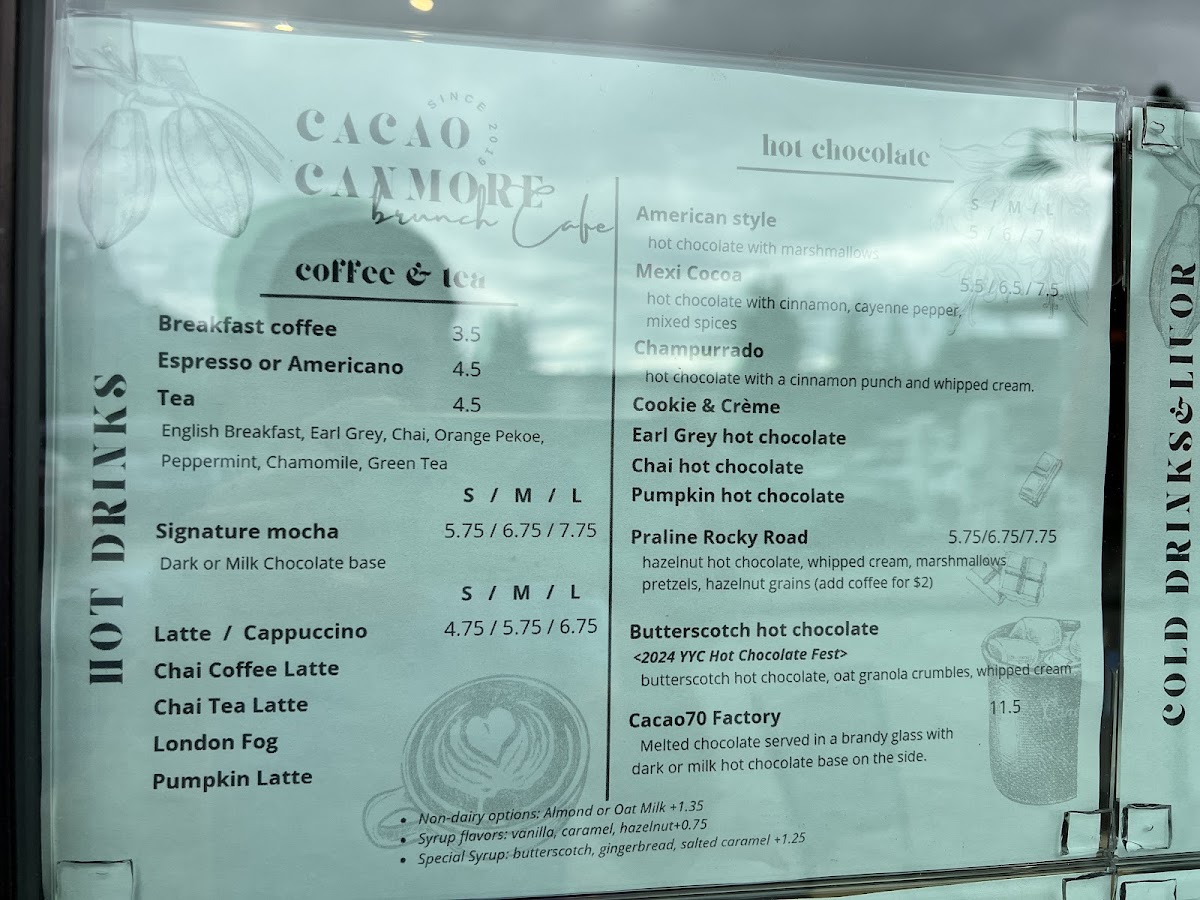 SINCE 2019
CACAO
CANMORE
brunch Cafe
HOT DRINKS
coffee & tea
Breakfast coffee 3.5
Espresso or Americano 4.5
Tea 4.5
English Breakfast, Earl Grey, Chai, Orange Pekoe,
Peppermint, Chamomile, Green Tea
S / M / L
Signature mocha 5.75 / 6.75 / 7.75
Dark or Milk Chocolate base
S / M / L
Latte / Cappuccino 4.75 / 5.75 / 6.75
Chai Coffee Latte
Chai Tea Latte
London Fog
Pumpkin Latte
hot chocolate
S / M / L
American style 5 / 6 / 7
hot chocolate with marshmallows
Mexi Cocoa 5.5 / 6.5 / 7.5
hot chocolate with cinnamon, cayenne pepper,
mixed spices
Champurrado
hot chocolate with a cinnamon punch and whipped cream.
Cookie & Crème
Earl Grey hot chocolate
Chai hot chocolate
Pumpkin hot chocolate
Praline Rocky Road 5.75/6.75/7.75
hazelnut hot chocolate, whipped cream, marshmallows
pretzels, hazelnut grains (add coffee for $2)
Butterscotch hot chocolate
<2024 YYC Hot Chocolate Fest>
butterscotch hot chocolate, oat granola crumbles, whipped cream
Cacao70 Factory 11.5
Melted chocolate served in a brandy glass with
dark or milk hot chocolate base on the side.
• Non-dairy options: Almond or Oat Milk +1.35
• Syrup flavors: vanilla, caramel, hazelnut+0.75
• Special Syrup: butterscotch, gingerbread, salted caramel +1.25
COLD DRINKS & LIUOR